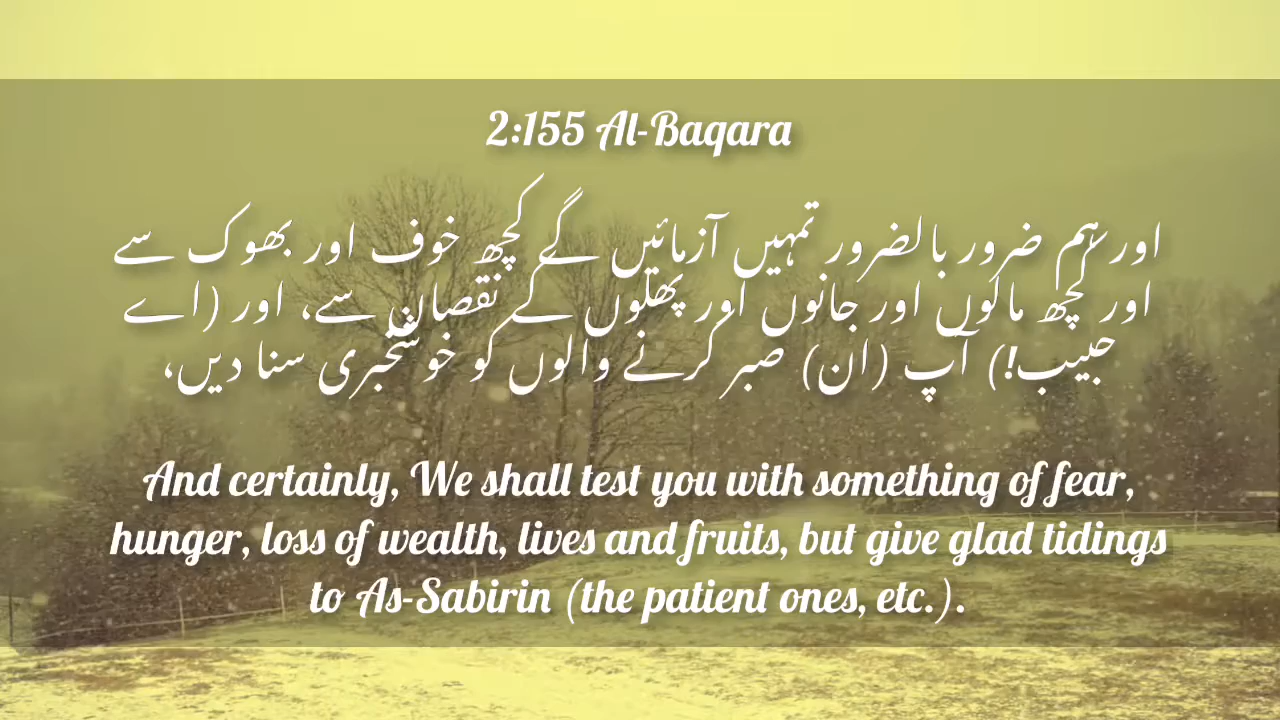 2:155 Al-Baqara
اور ہم ضرور بالضرور تمہیں آزمائیں گے کچھ خوف اور بھوک سے
اور کچھ مالوں اور جانوں اور پھلوں کے نقصان سے، اور (اے
حبیب!) آپ (ان) صبر کرنے والوں کو خوشخبری سنا دیں،
And certainly, We shall test you with something of fear,
hunger, loss of wealth, lives and fruits, but give glad tidings
to As-Sabirin (the patient ones, etc.).